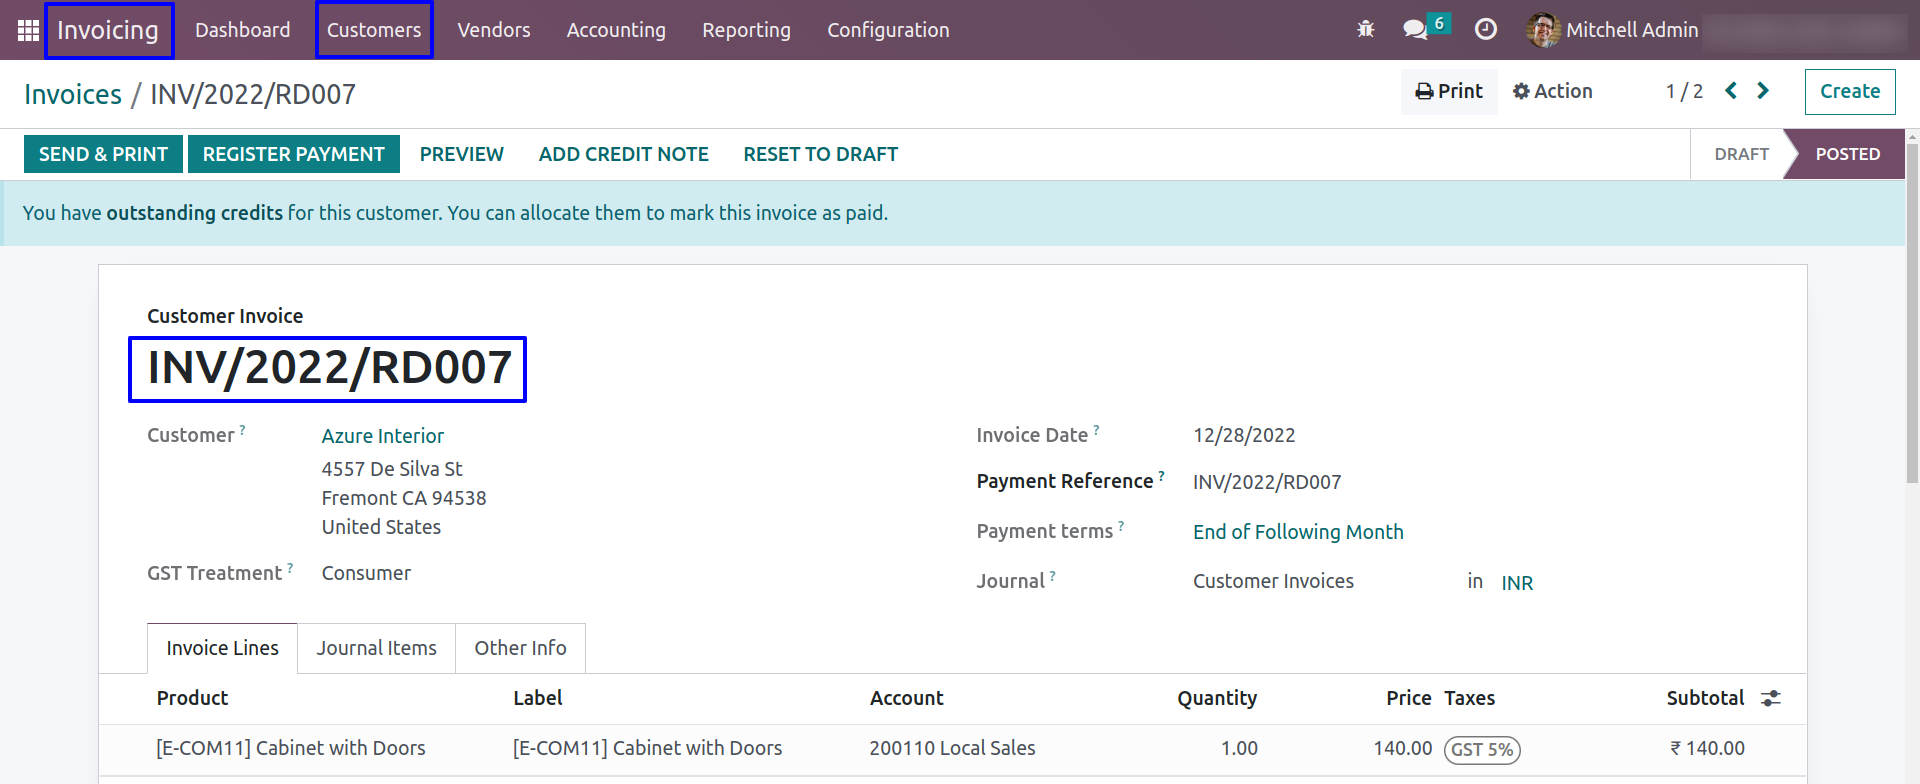 Invoicing Dashboard Customers Vendors Accounting Reporting Configuration 6 Mitchell Admin
Invoices / INV/2022/RD007 Print Action 1 / 2 Create
SEND & PRINT REGISTER PAYMENT PREVIEW ADD CREDIT NOTE RESET TO DRAFT DRAFT POSTED
You have outstanding credits for this customer. You can allocate them to mark this invoice as paid.
Customer Invoice
INV/2022/RD007
Customer ? Azure Interior Invoice Date ? 12/28/2022
4557 De Silva St
Payment Reference ? INV/2022/RD007
Fremont CA 94538
United States Payment terms ? End of Following Month
GST Treatment ? Consumer Journal ? Customer Invoices in INR
Invoice Lines Journal Items Other Info
Product Label Account Quantity Price Taxes Subtotal
[E-COM11] Cabinet with Doors [E-COM11] Cabinet with Doors 200110 Local Sales 1.00 140.00 GST 5% ₹ 140.00